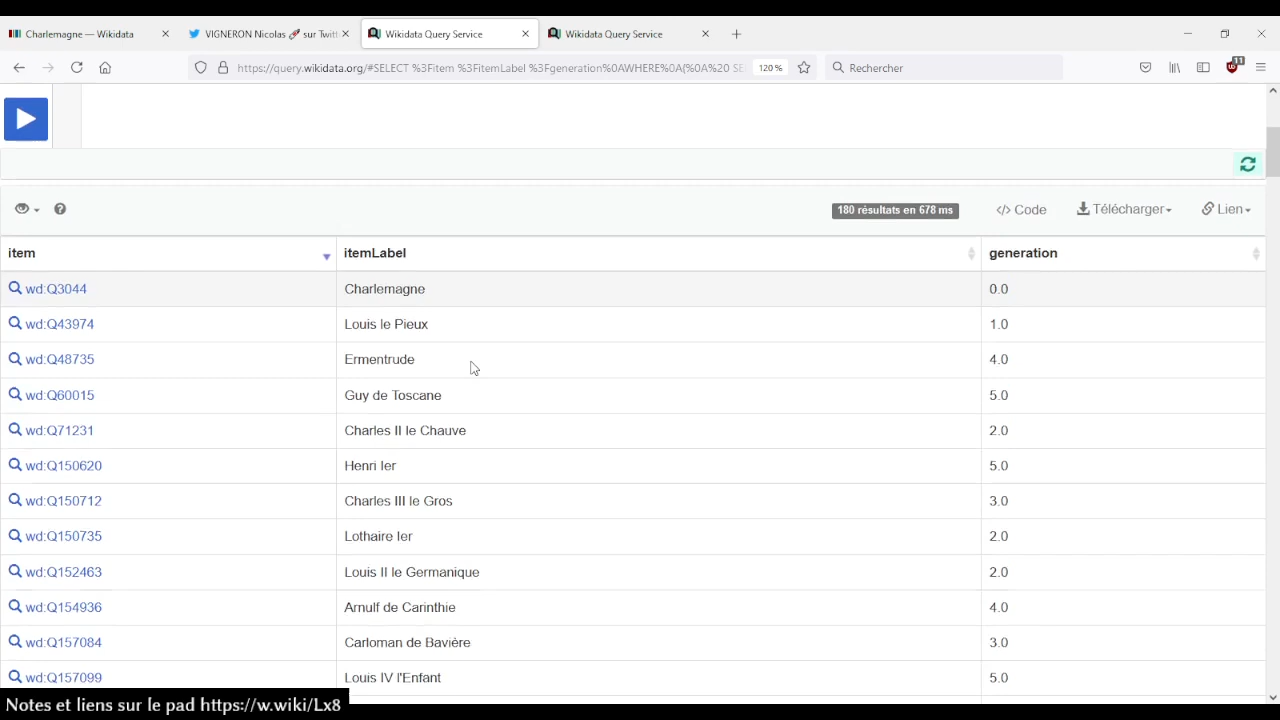 Charlemagne — Wikidata
VIGNERON Nicolas 🚀 sur Twitt
Wikidata Query Service
Wikidata Query Service
https://query.wikidata.org/#SELECT %3Fitem %3FitemLabel %3Fgeneration%0AWHERE%0A{%0A%20 SE
120 %
Rechercher
11
180 résultats en 678 ms
</> Code
Télécharger
Lien
item itemLabel generation
wd:Q3044 Charlemagne 0.0
wd:Q43974 Louis le Pieux 1.0
wd:Q48735 Ermentrude 4.0
wd:Q60015 Guy de Toscane 5.0
wd:Q71231 Charles II le Chauve 2.0
wd:Q150620 Henri Ier 5.0
wd:Q150712 Charles III le Gros 3.0
wd:Q150735 Lothaire Ier 2.0
wd:Q152463 Louis II le Germanique 2.0
wd:Q154936 Arnulf de Carinthie 4.0
wd:Q157084 Carloman de Bavière 3.0
wd:Q157099 Louis IV l'Enfant 5.0
Notes et liens sur le pad https://w.wiki/Lx8